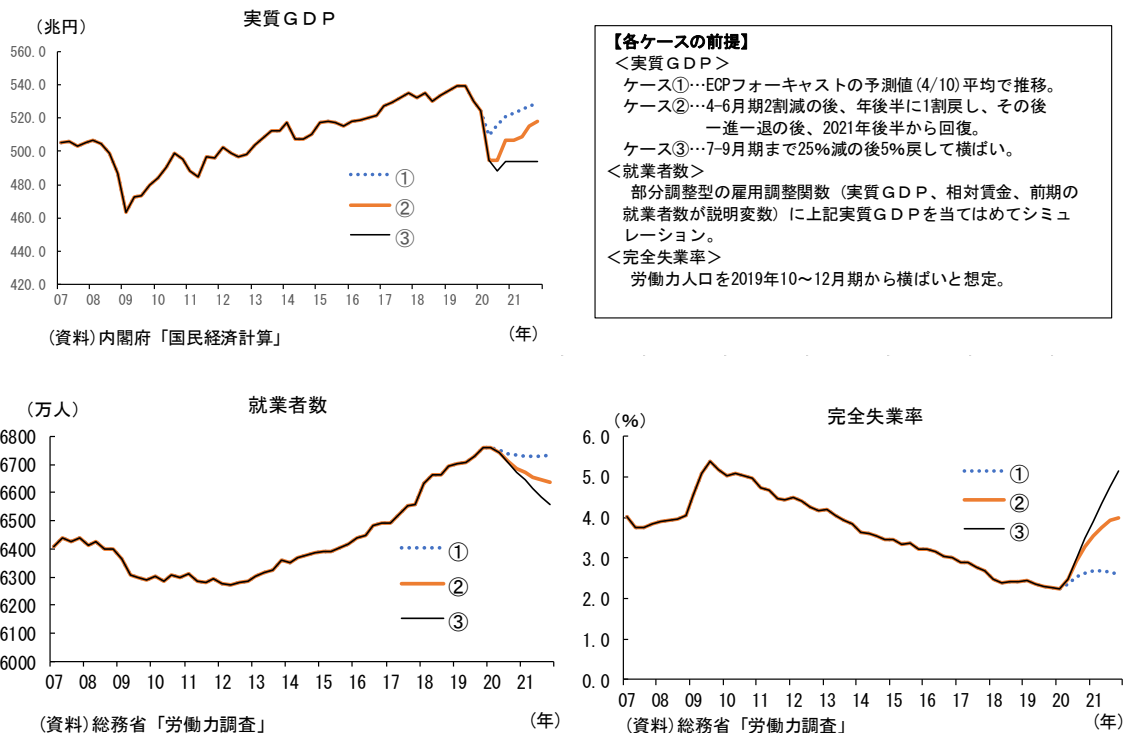 実質ＧＤＰ
（兆円）
560.0
540.0
520.0
500.0
480.0
460.0
440.0
420.0
①
②
③
07 08 09 10 11 12 13 14 15 16 17 18 19 20 21
（年）
(資料)内閣府「国民経済計算」
【各ケースの前提】
＜実質ＧＤＰ＞
ケース①…ECPフォーキャストの予測値(4/10)平均で推移。
ケース②…4-6月期2割減の後、年後半に1割戻し、その後
一進一退の後、2021年後半から回復。
ケース③…7-9月期まで25%減の後5%戻して横ばい。
＜就業者数＞
部分調整型の雇用調整関数（実質ＧＤＰ、相対賃金、前期の
就業者数が説明変数）に上記実質ＧＤＰを当てはめてシミュ
レーション。
＜完全失業率＞
労働力人口を2019年10～12月期から横ばいと想定。
就業者数
（万人）
6800
6700
6600
6500
6400
6300
6200
6100
6000
①
②
③
07 08 09 10 11 12 13 14 15 16 17 18 19 20 21
（年）
(資料)総務省「労働力調査」
完全失業率
（%）
6.0
5.0
4.0
3.0
2.0
1.0
0.0
①
②
③
07 08 09 10 11 12 13 14 15 16 17 18 19 20 21
（年）
(資料)総務省「労働力調査」